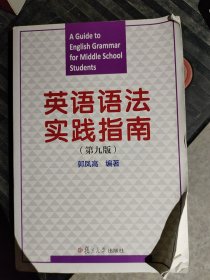 A Guide to
English Grammar
for Middle School
Students
英语语法
实践指南
（第九版）
郭凤高 编著
复旦大学出版社